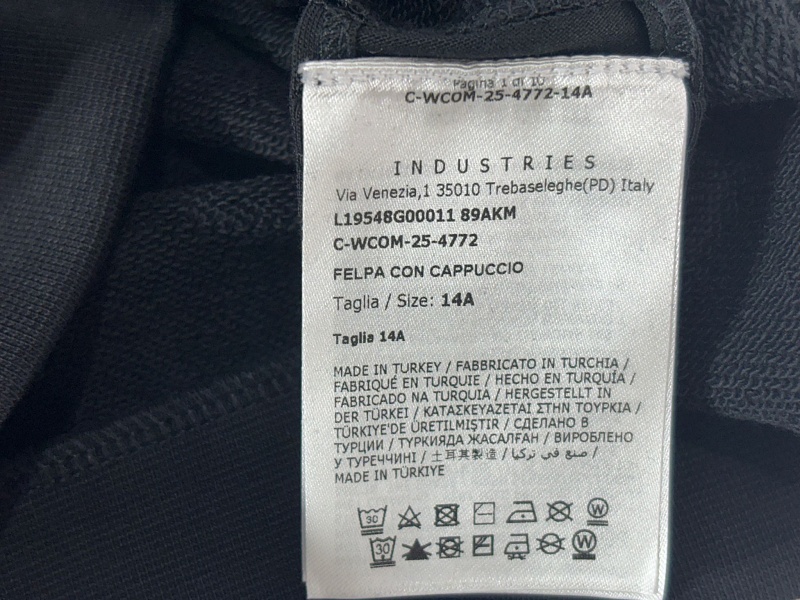 Pagina 1 di 10
C-WCOM-25-4772-14A
INDUSTRIES
Via Venezia,1 35010 Trebaseleghe(PD) Italy
L19548G00011 89AKM
C-WCOM-25-4772
FELPA CON CAPPUCCIO
Taglia / Size: 14A
Taglia 14A
MADE IN TURKEY / FABBRICATO IN TURCHIA /
FABRIQUÉ EN TURQUIE / HECHO EN TURQUÍA /
FABRICADO NA TURQUIA / HERGESTELLT IN
DER TÜRKEI / ΚΑΤΑΣΚΕΥΑΖΕΤΑΙ ΣΤΗΝ ΤΟΥΡΚΙΑ /
TÜRKIYE'DE ÜRETILMIŞTIR / СДЕЛАНО В
ТУРЦИИ / ТҮРКИЯДА ЖАСАЛҒАН / ВИРОБЛЕНО
У ТУРЕЧЧИНІ / 土耳其製造 / صنع في تركيا /
MADE IN TÜRKIYE
30 W
30 W